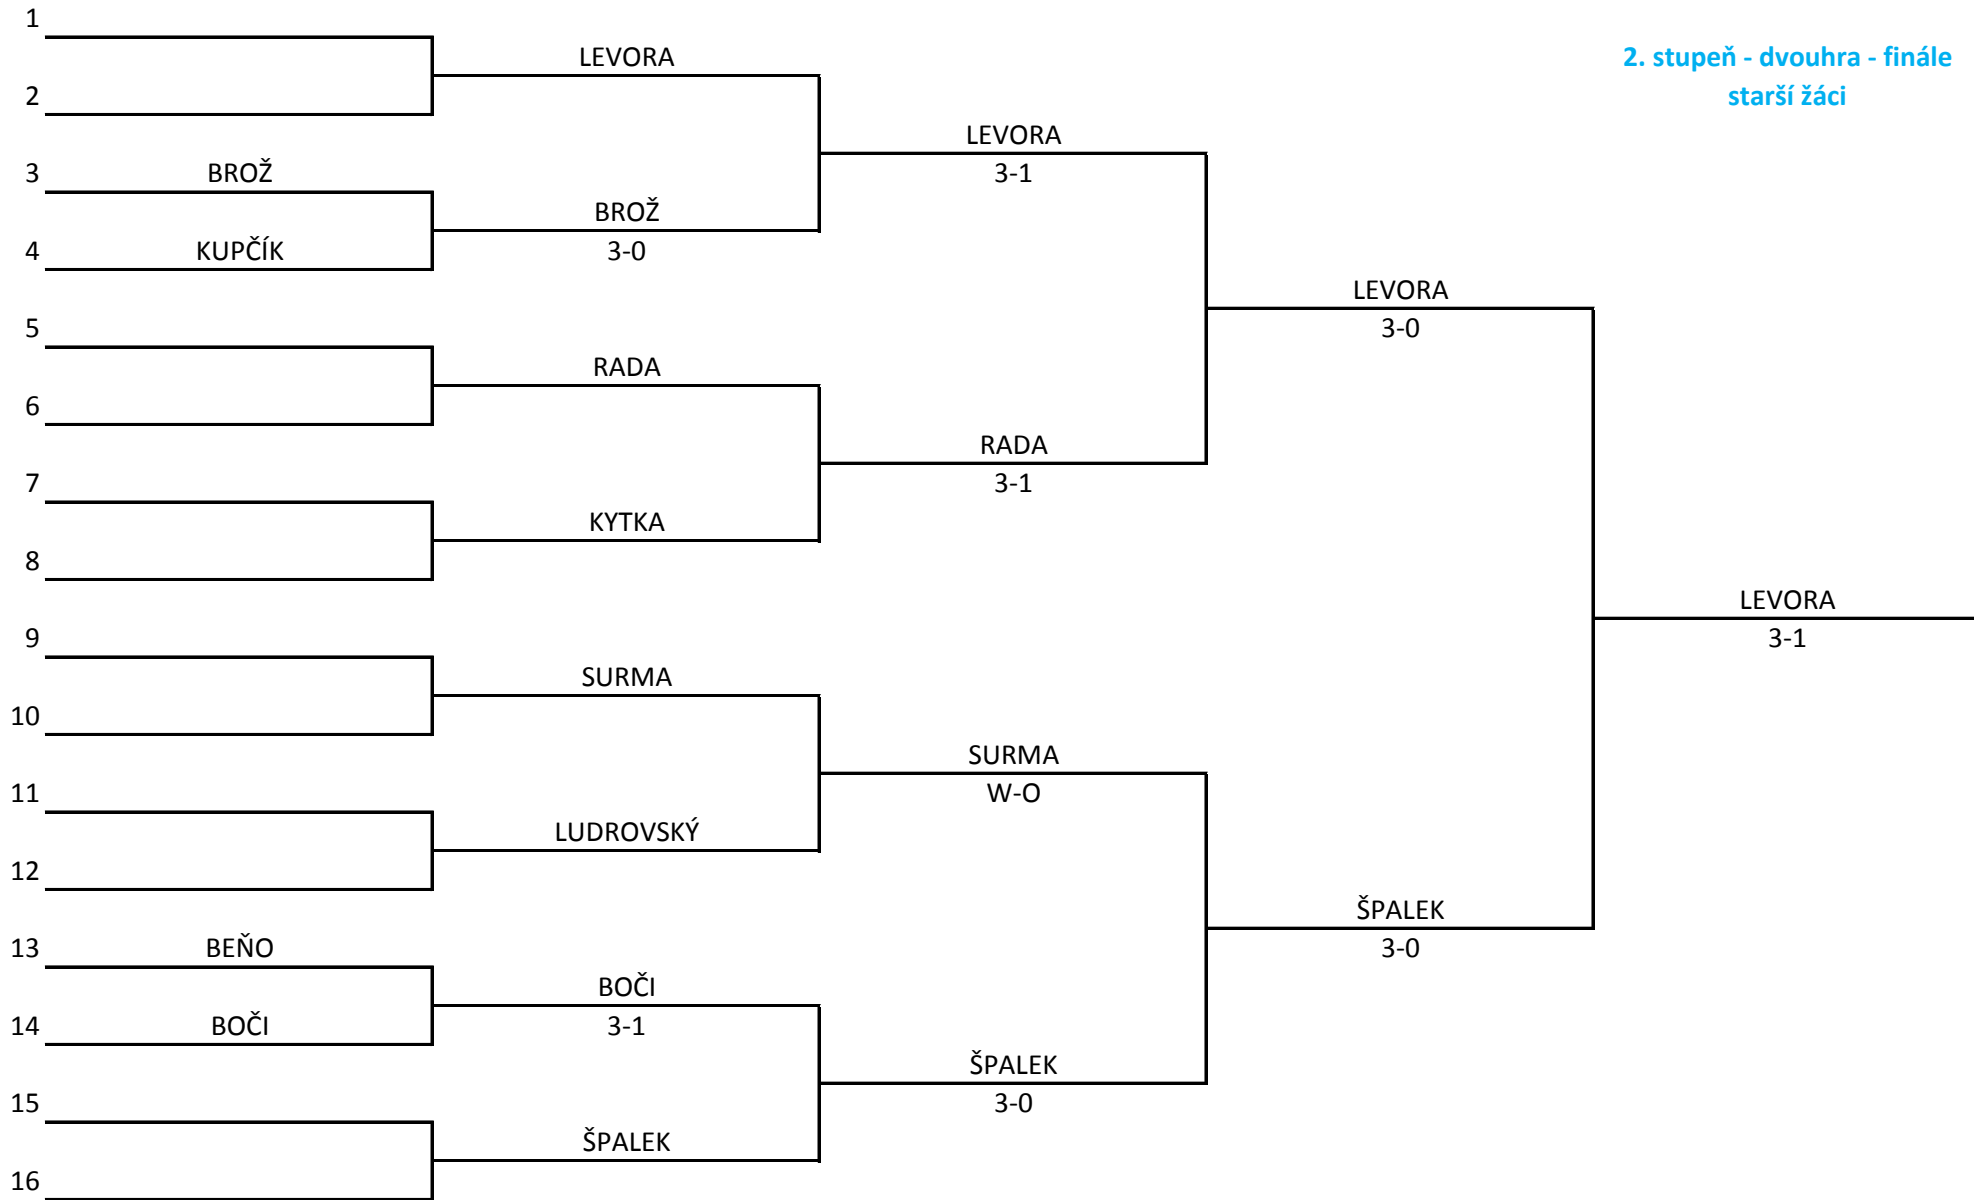 1
LEVORA
2. stupeň - dvouhra - finále
starší žáci
2
LEVORA
3
BROŽ
3-1
BROŽ
4
KUPČÍK
3-0
LEVORA
5
3-0
RADA
6
RADA
7
3-1
KYTKA
8
LEVORA
9
3-1
SURMA
10
SURMA
11
W-O
LUDROVSKÝ
12
ŠPALEK
13
BEŇO
3-0
BOČI
14
BOČI
3-1
ŠPALEK
15
3-0
ŠPALEK
16